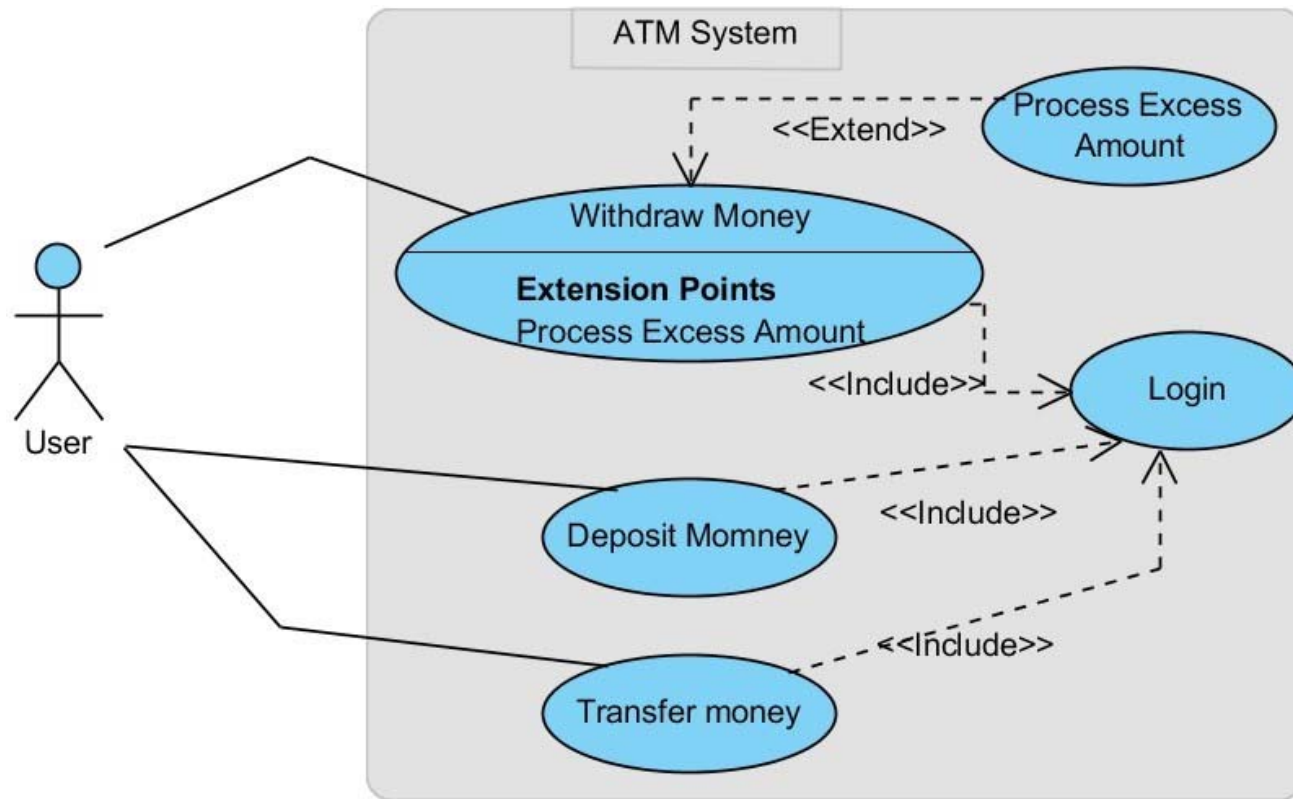 ATM System
Process Excess
Amount
<<Extend>>
Withdraw Money
Extension Points
Process Excess Amount
<<Include>>
Login
User
<<Include>>
Deposit Momney
<<Include>>
Transfer money